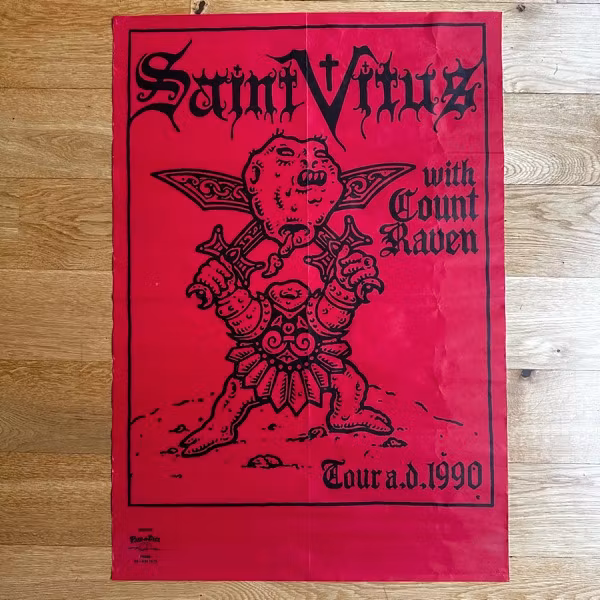 Saint Vitus
with
Count
Raven
Tour a.d. 1990